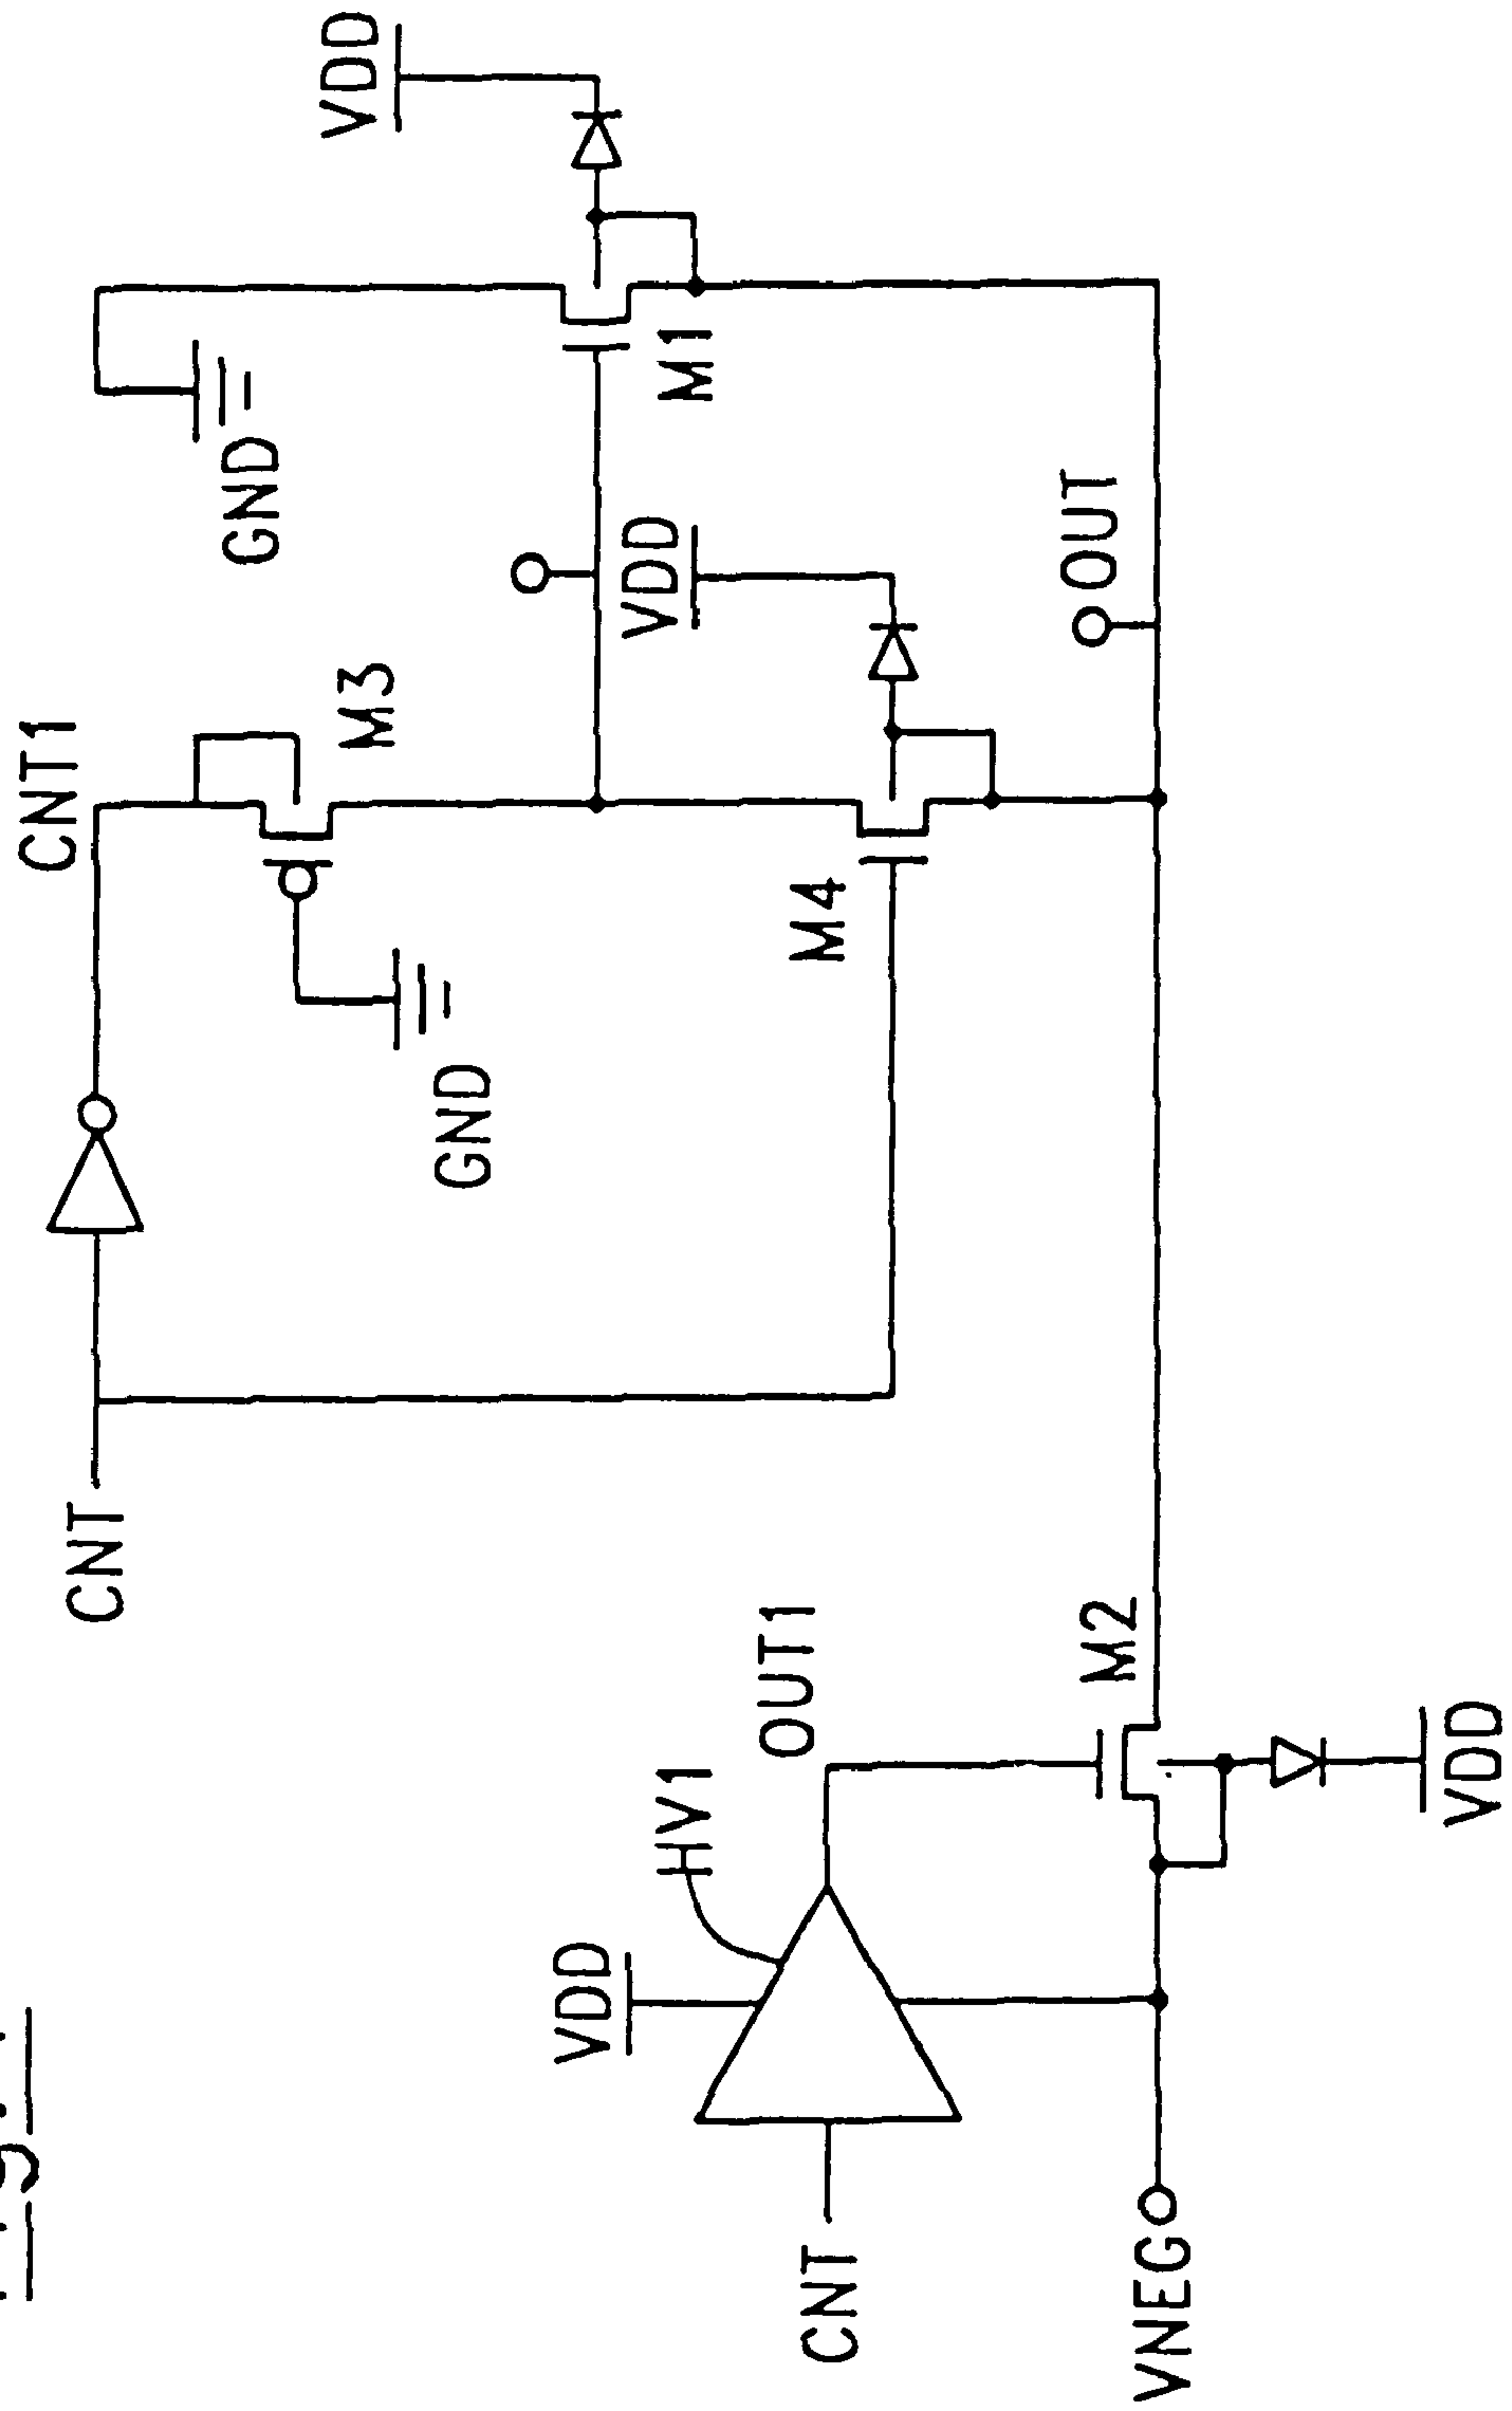 CNT
CNT1
VDD
GND
M3
GND
M1
VDD
M4
OUT
CNT
VDD
HV1
OUT1
VNEG
M2
VDD